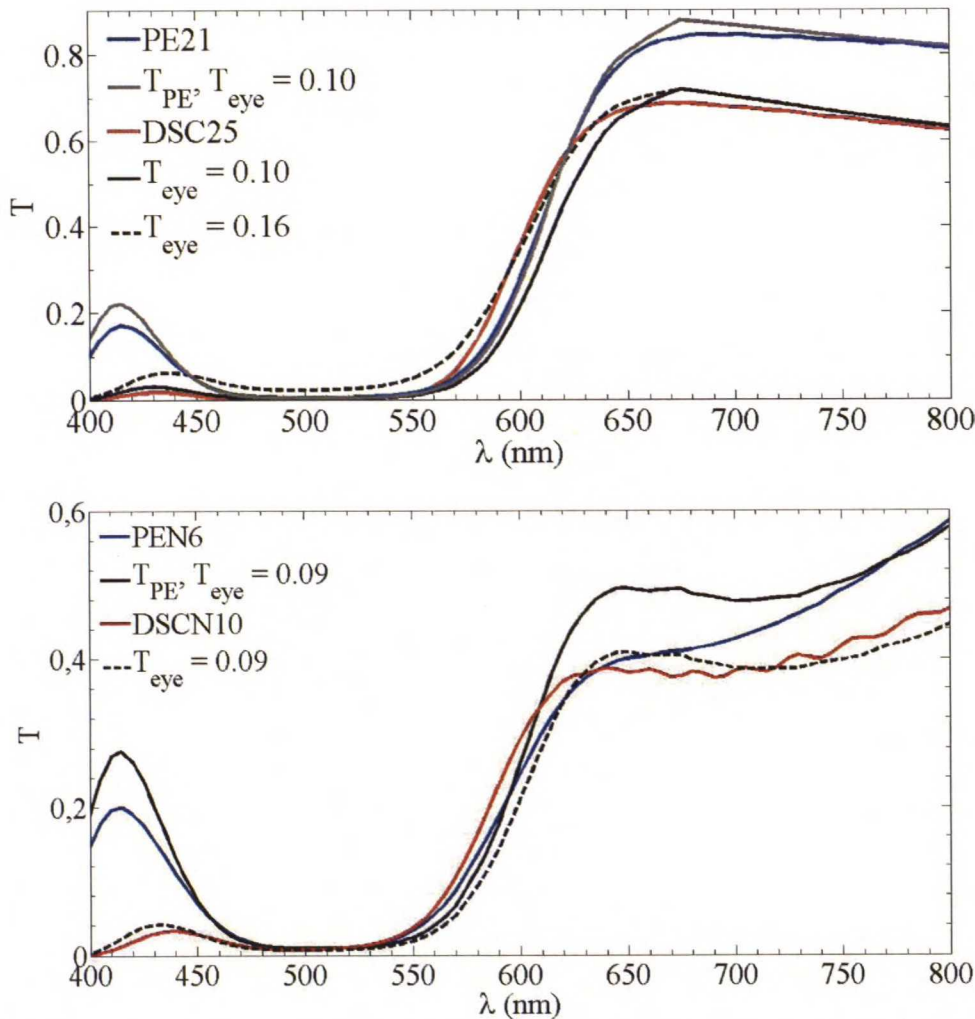 PE21
T_PE, T_eye = 0.10
DSC25
T_eye = 0.10
T_eye = 0.16
0.8
0.6
0.4
0.2
0
T
400 450 500 550 600 650 700 750 800
λ (nm)
0,6
PEN6
T_PE, T_eye = 0.09
DSCN10
T_eye = 0.09
0,4
0,2
0
T
400 450 500 550 600 650 700 750 800
λ (nm)